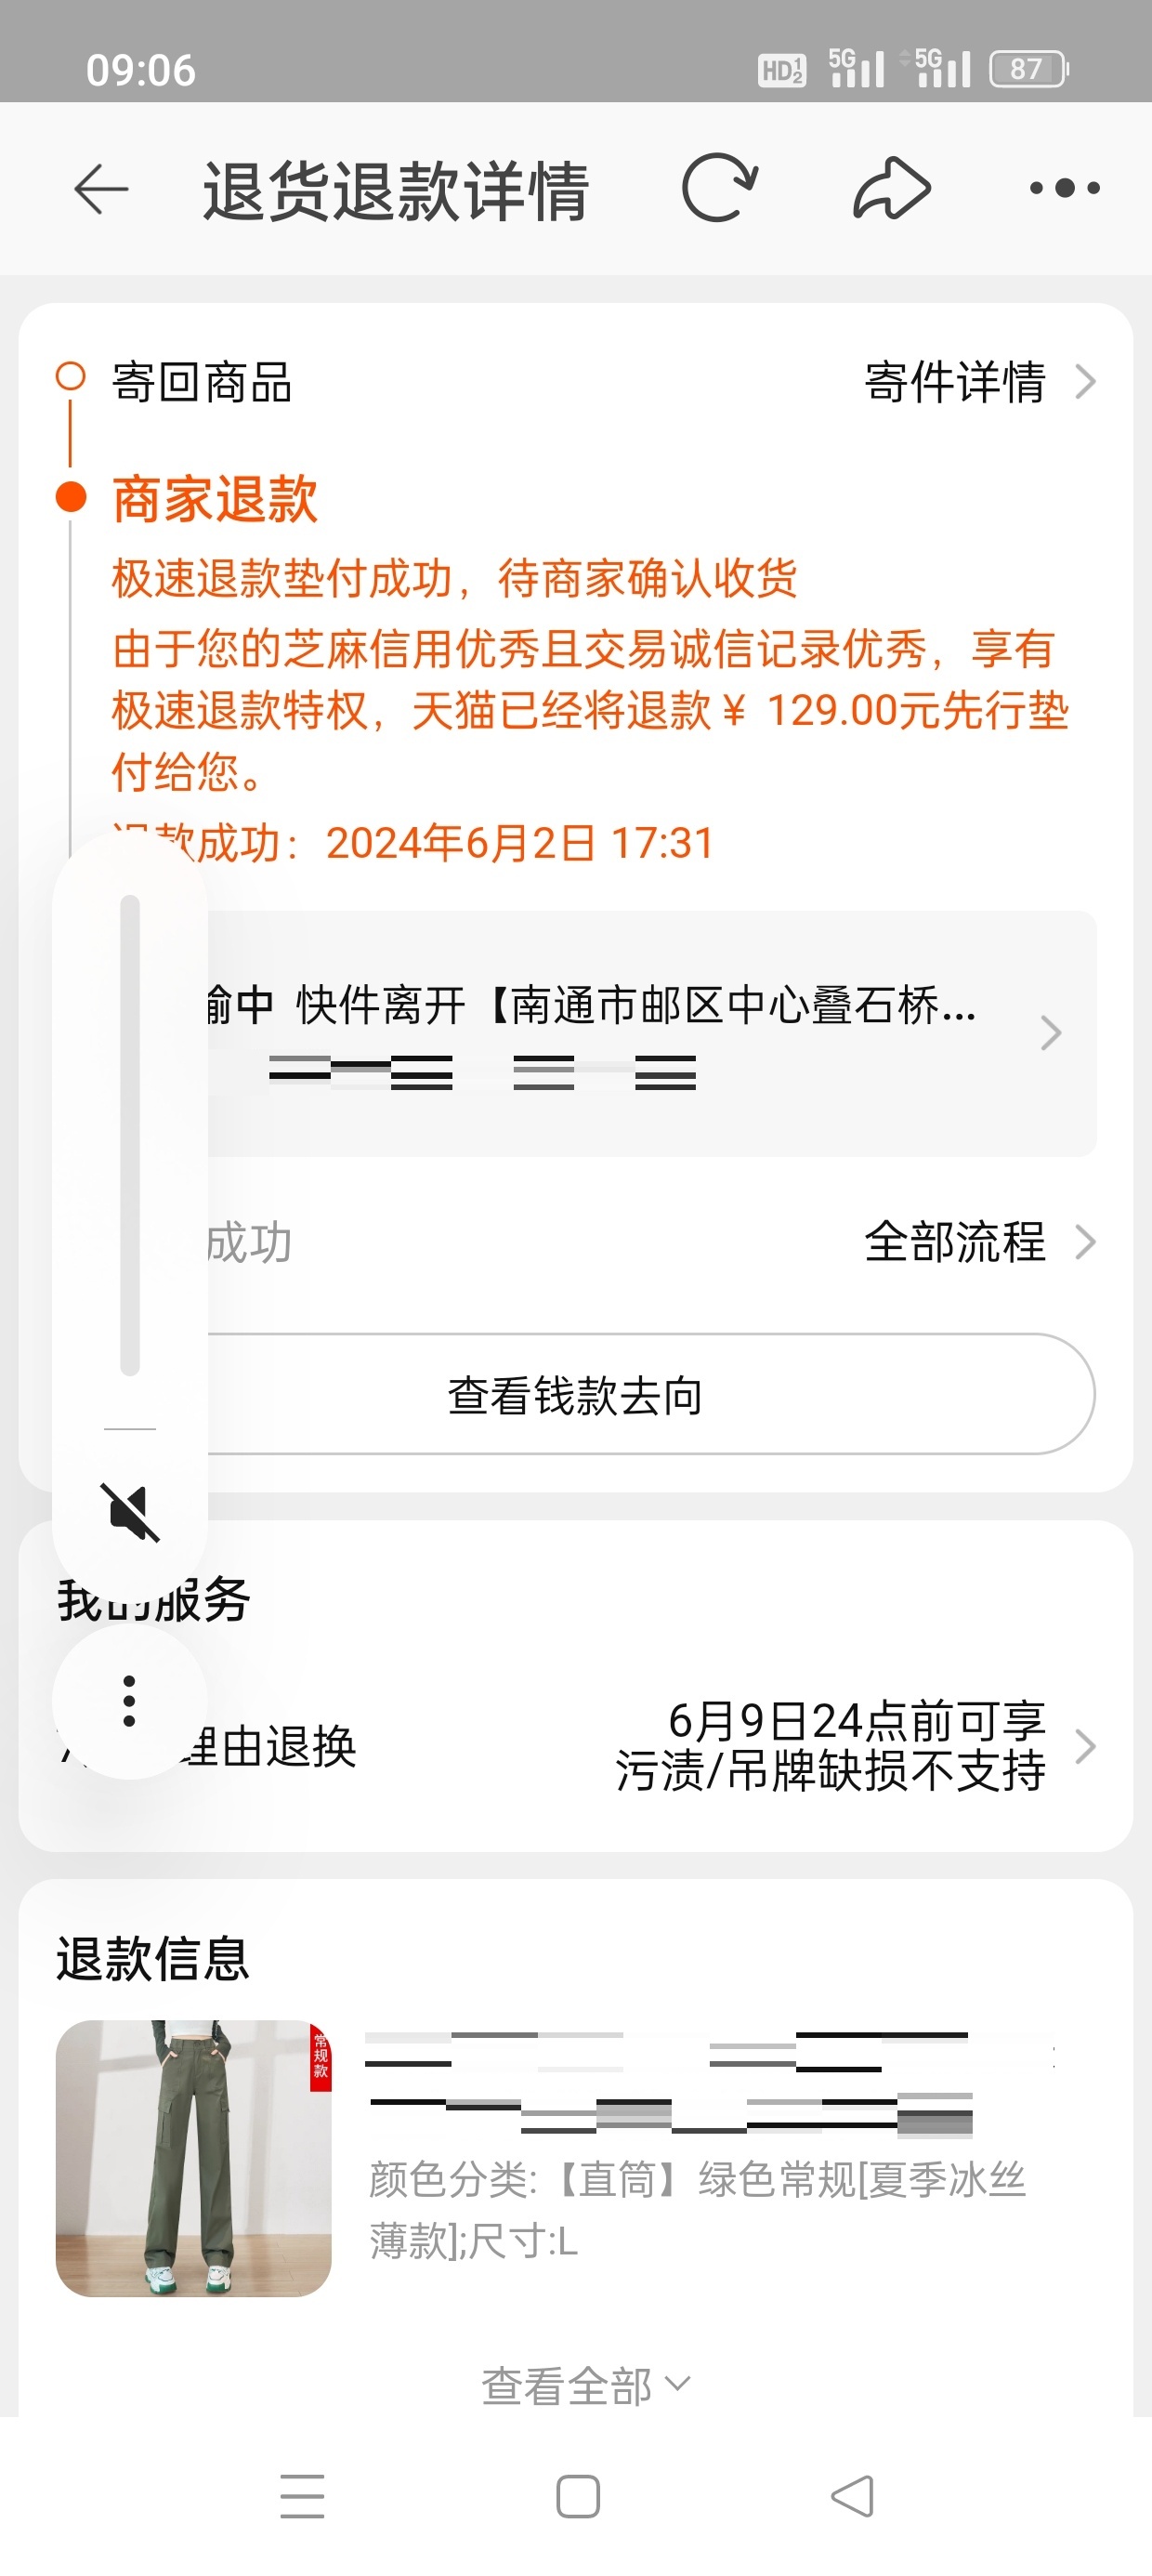 09:06
HD 1 2 5G 5G 87
退货退款详情
寄回商品 寄件详情
商家退款
极速退款垫付成功，待商家确认收货
由于您的芝麻信用优秀且交易诚信记录优秀，享有
极速退款特权，天猫已经将退款￥ 129.00元先行垫
付给您。
退款成功：2024年6月2日 17:31
中 快件离开【南通市邮区中心叠石桥...
成功 全部流程
查看钱款去向
我的服务
理由退换 6月9日24点前可享
污渍/吊牌缺损不支持
退款信息
常规款
颜色分类:【直筒】绿色常规[夏季冰丝
薄款];尺寸:L
查看全部